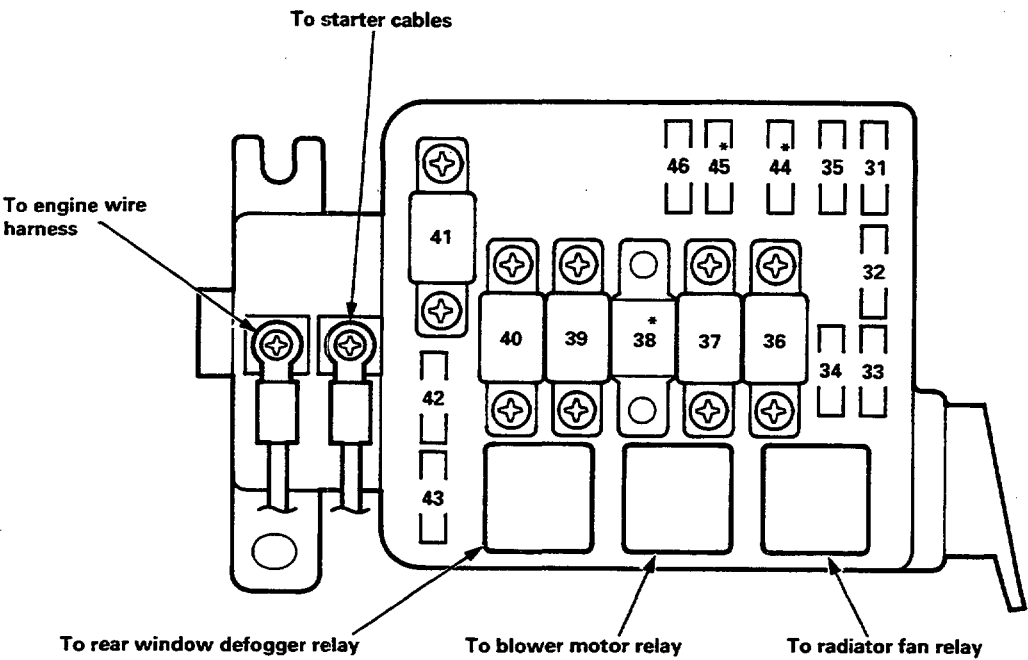 To starter cables
46 45* 44* 35 31
To engine wire
harness
41
32
40 39 38* 37 36
34 33
42
43
To rear window defogger relay
To blower motor relay
To radiator fan relay